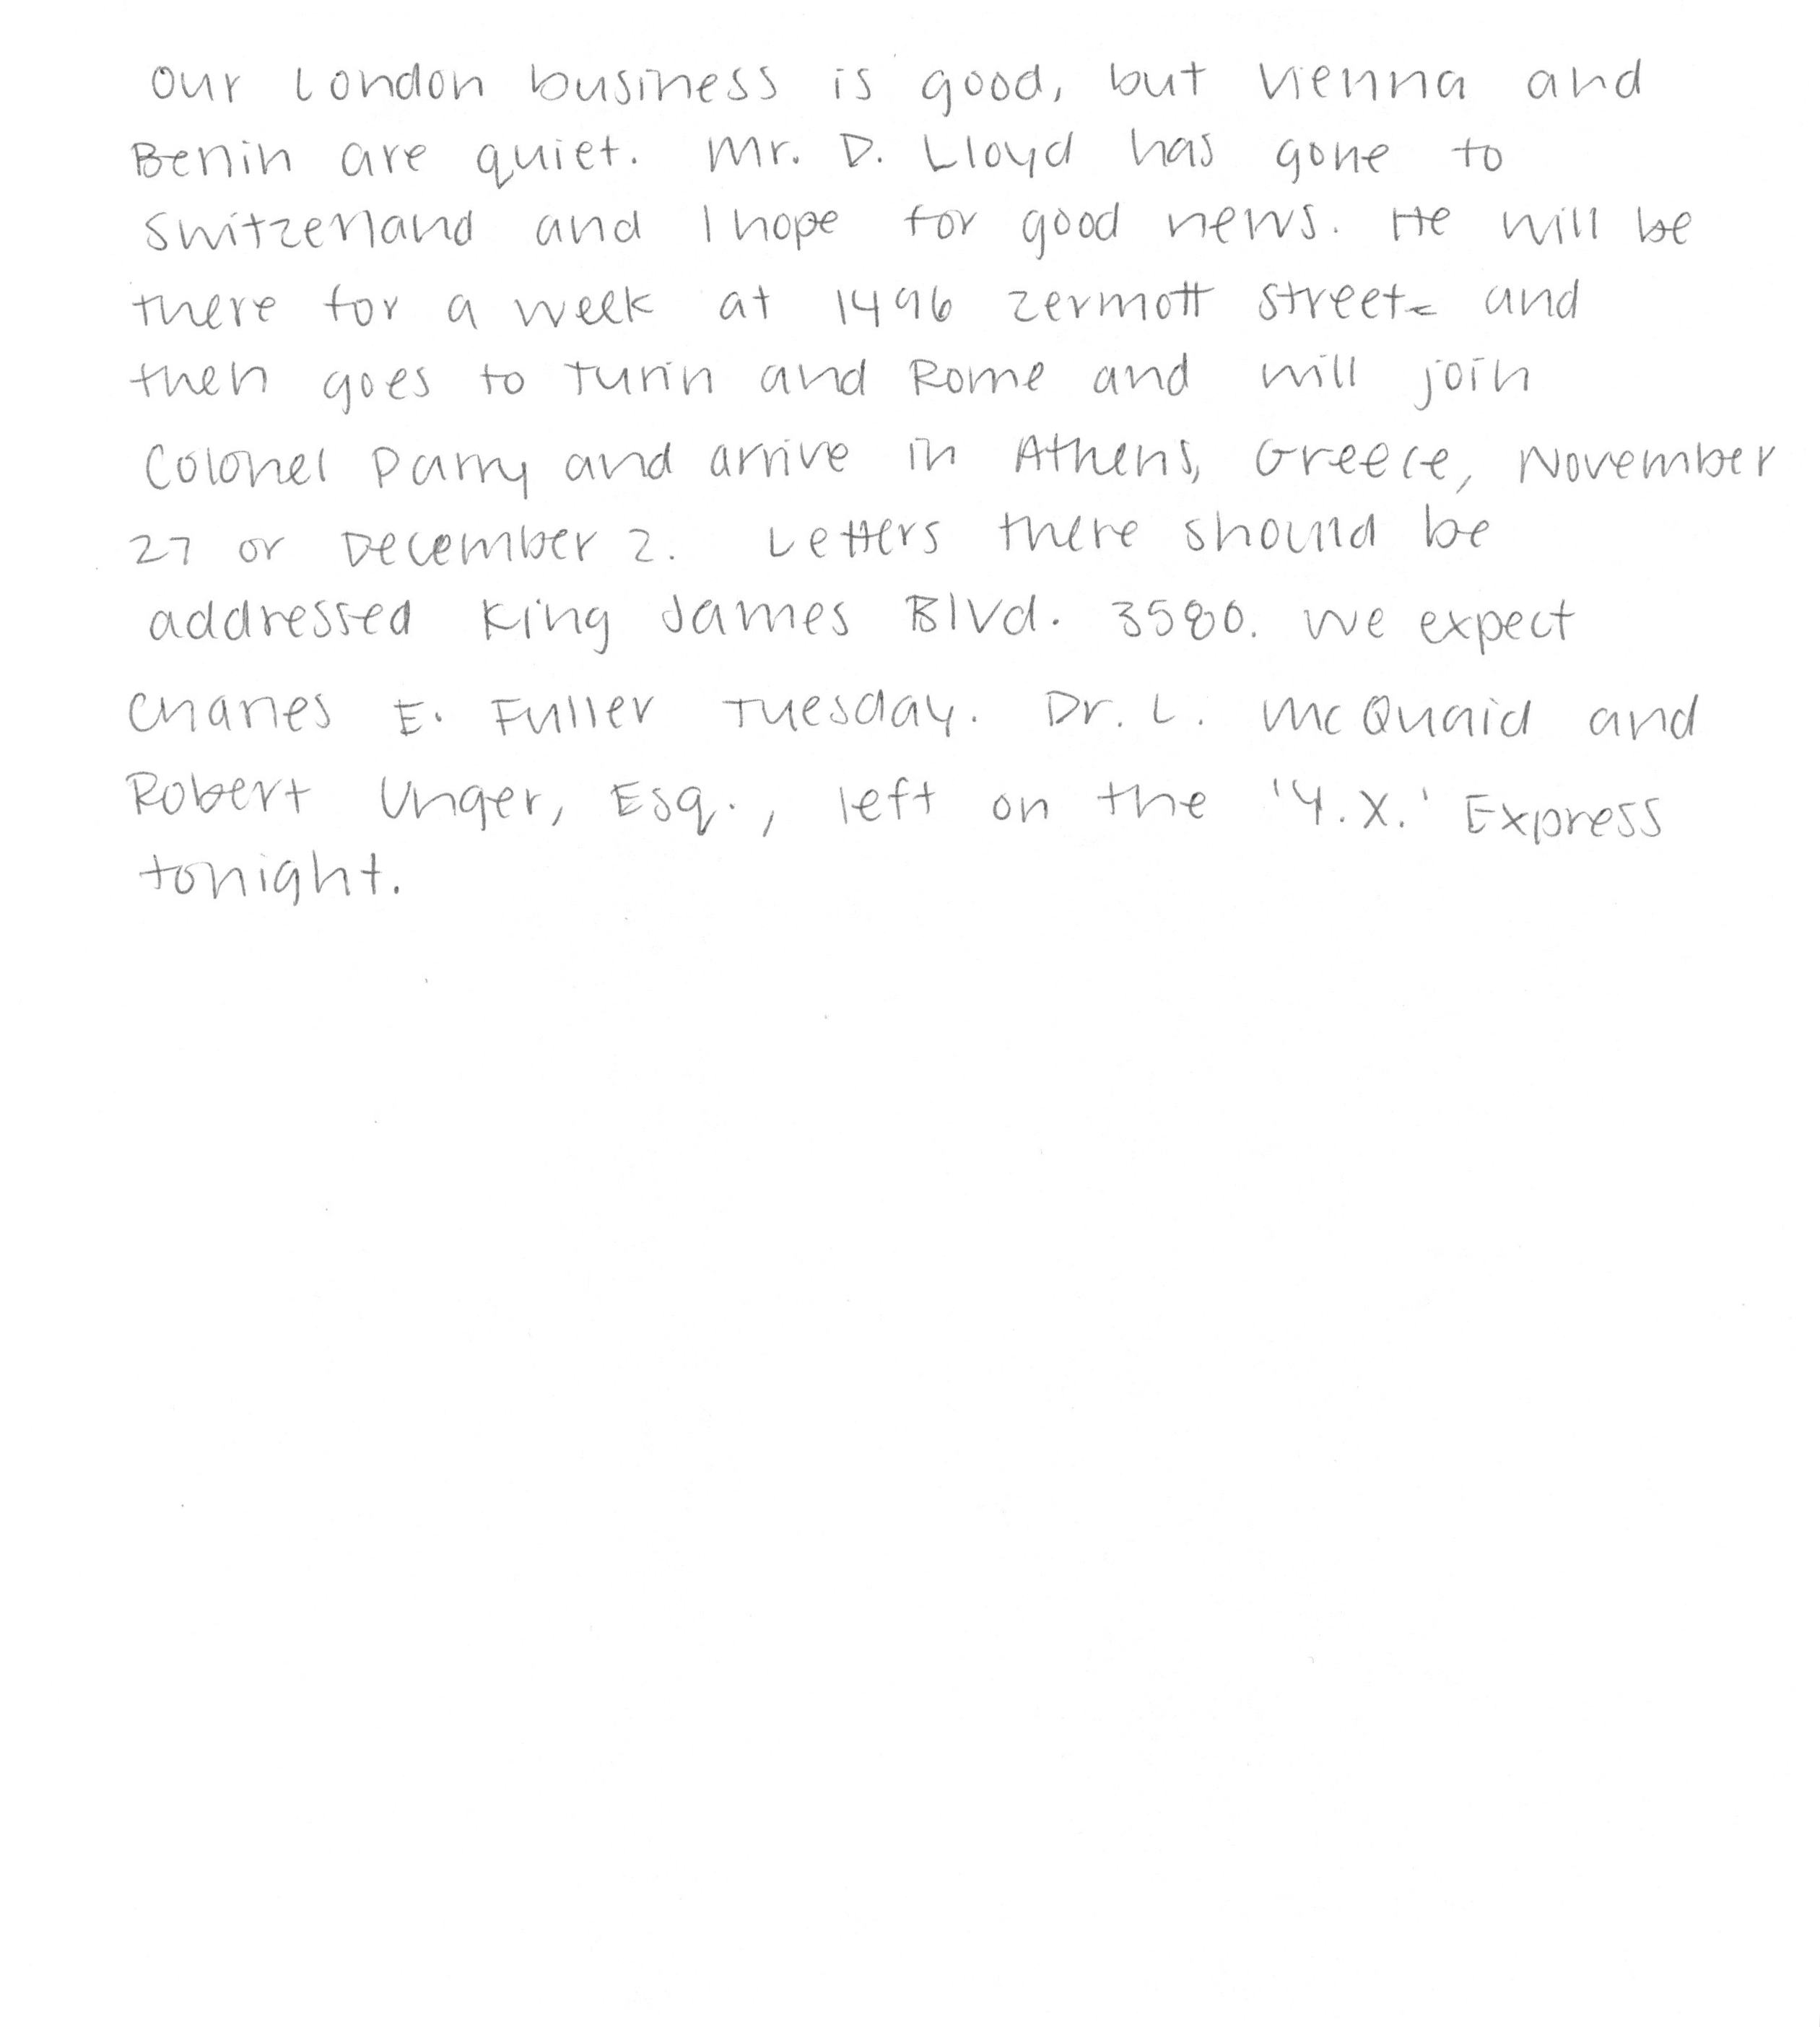 Our London business is good, but Vienna and
Benin are quiet. Mr. D. Lloyd has gone to
Switzerland and I hope for good news. He will be
there for a week at 1496 Zermott Street and
then goes to Turin and Rome and will join
Colonel Parry and arrive in Athens, Greece, November
27 or December 2. Letters there should be
addressed King James Blvd. 3580. We expect
Charles E. Fuller Tuesday. Dr. L. McQuaid and
Robert Unger, Esq., left on the 'Y.X.' Express
tonight.